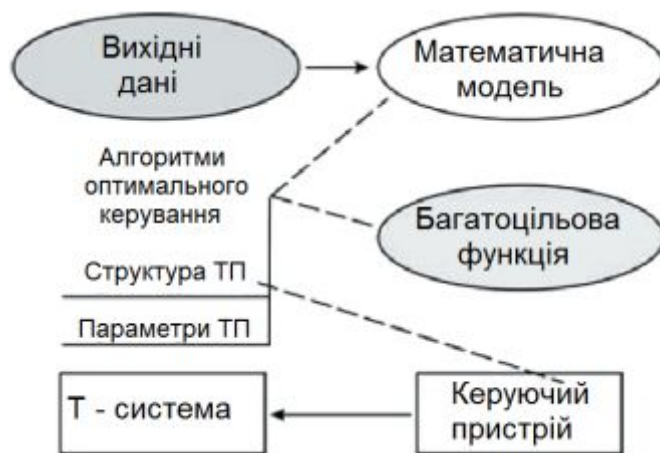 Вихідні
дані
Математична
модель
Алгоритми
оптимального
керування
Багатоцільова
функція
Структура ТП
Параметри ТП
Т - система
Керуючий
пристрій